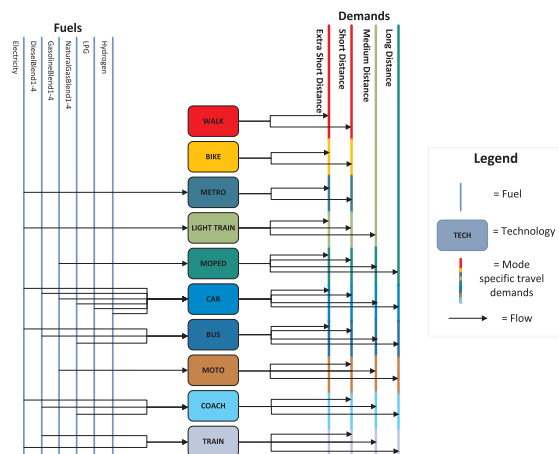 Fuels
Demands
Electricity
DieselBlend1-4
GasolineBlend1-4
NaturalGasBlend1-4
LPG
Hydrogen
Extra Short Distance
Short Distance
Medium Distance
Long Distance
WALK
BIKE
METRO
LIGHT TRAIN
MOPED
CAR
BUS
MOTO
COACH
TRAIN
Legend
= Fuel
TECH
= Technology
= Mode
specific travel
demands
= Flow